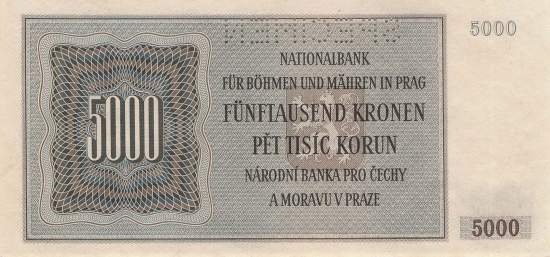 SPECIMEN
5000
NATIONALBANK
FÜR BÖHMEN UND MÄHREN IN PRAG
FÜNFTAUSEND KRONEN
PĚT TISÍC KORUN
NÁRODNÍ BANKA PRO ČECHY
A MORAVU V PRAZE
5000
5000